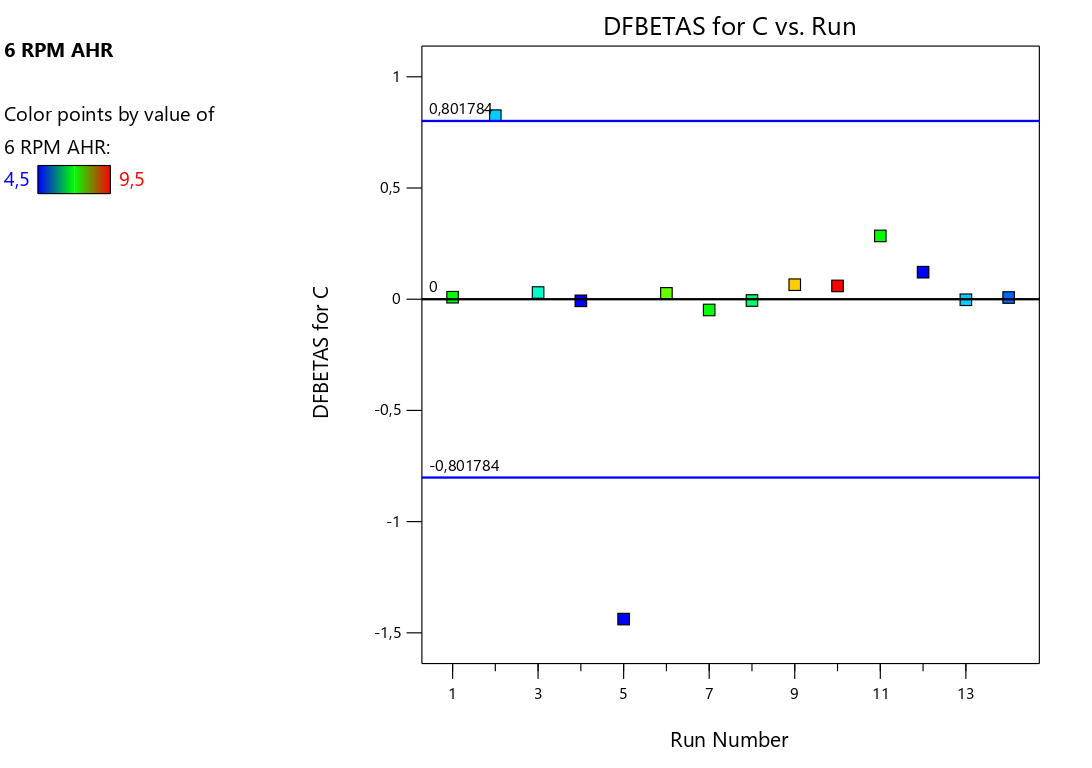 6 RPM AHR
Color points by value of
6 RPM AHR:
4,5 9,5
DFBETAS for C vs. Run
DFBETAS for C
1
0,5
0
-0,5
-1
-1,5
0,801784
0
-0,801784
1 3 5 7 9 11 13
Run Number